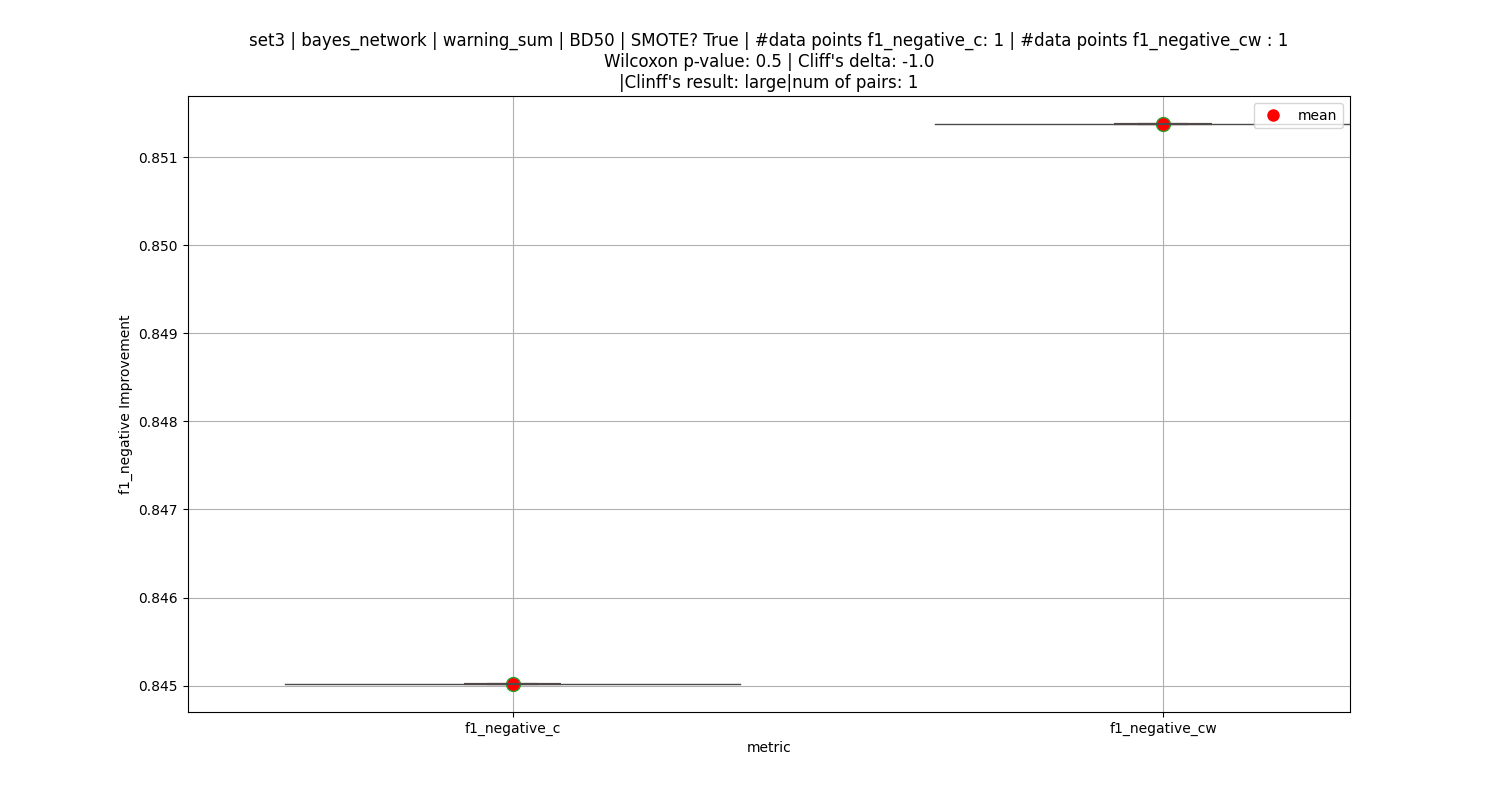 set3 | bayes_network | warning_sum | BD50 | SMOTE? True | #data points f1_negative_c: 1 | #data points f1_negative_cw : 1
Wilcoxon p-value: 0.5 | Cliff's delta: -1.0
|Clinff's result: large|num of pairs: 1
mean
0.851
0.850
0.849
0.848
0.847
0.846
0.845
f1_negative Improvement
f1_negative_c
f1_negative_cw
metric